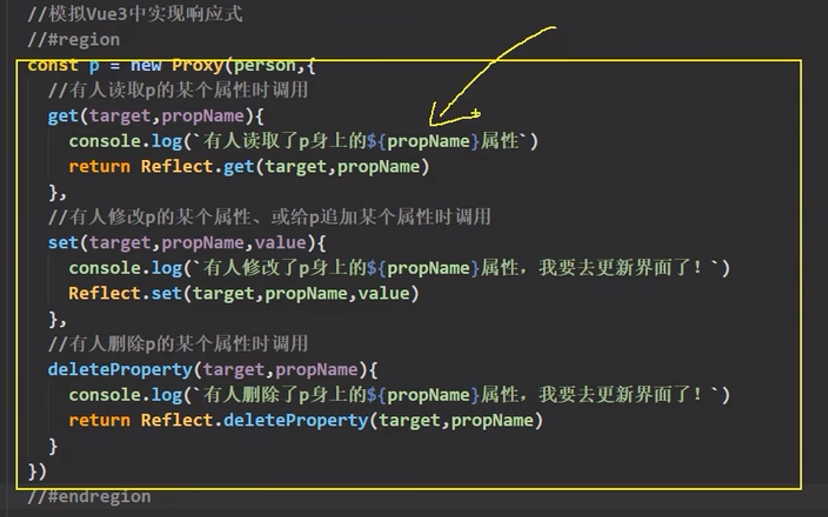 //模拟Vue3中实现响应式
//#region
const p = new Proxy(person,{
//有人读取p的某个属性时调用
get(target,propName){
console.log(`有人读取了p身上的${propName}属性`)
return Reflect.get(target,propName)
},
//有人修改p的某个属性、或给p追加某个属性时调用
set(target,propName,value){
console.log(`有人修改了p身上的${propName}属性，我要去更新界面了！`)
Reflect.set(target,propName,value)
},
//有人删除p的某个属性时调用
deleteProperty(target,propName){
console.log(`有人删除了p身上的${propName}属性，我要去更新界面了！`)
return Reflect.deleteProperty(target,propName)
}
})
//#endregion